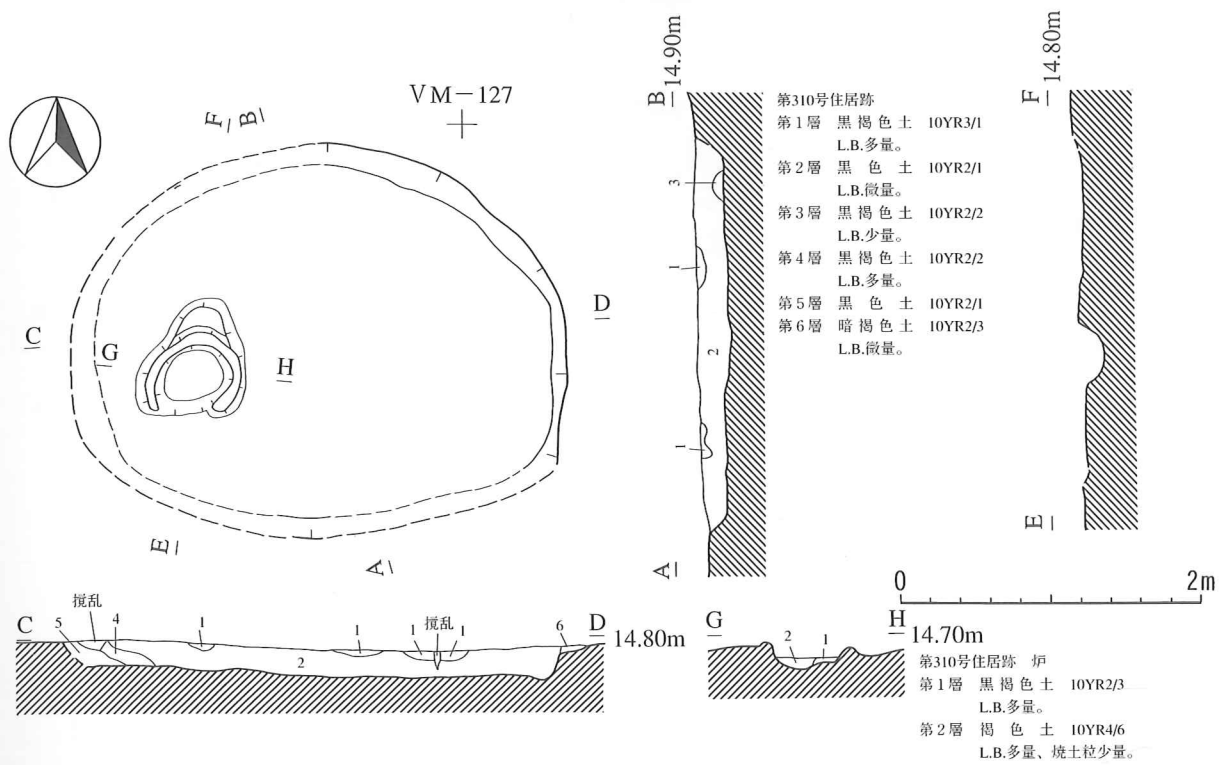 VM－127
F
B
C
G
H
D
E
A
B
14.90m
3
1
2
1
A
第310号住居跡
第1層 黒褐色土 10YR3/1
L.B.多量。
第2層 黒色土 10YR2/1
L.B.微量。
第3層 黒褐色土 10YR2/2
L.B.少量。
第4層 黒褐色土 10YR2/2
L.B.多量。
第5層 黒色土 10YR2/1
第6層 暗褐色土 10YR2/3
L.B.微量。
F
14.80m
E
0 2m
撹乱 撹乱
C 5 4 1 1 1 1 6 D 14.80m
2
G 2 1 H 14.70m
第310号住居跡 炉
第1層 黒褐色土 10YR2/3
L.B.多量。
第2層 褐色土 10YR4/6
L.B.多量、焼土粒少量。